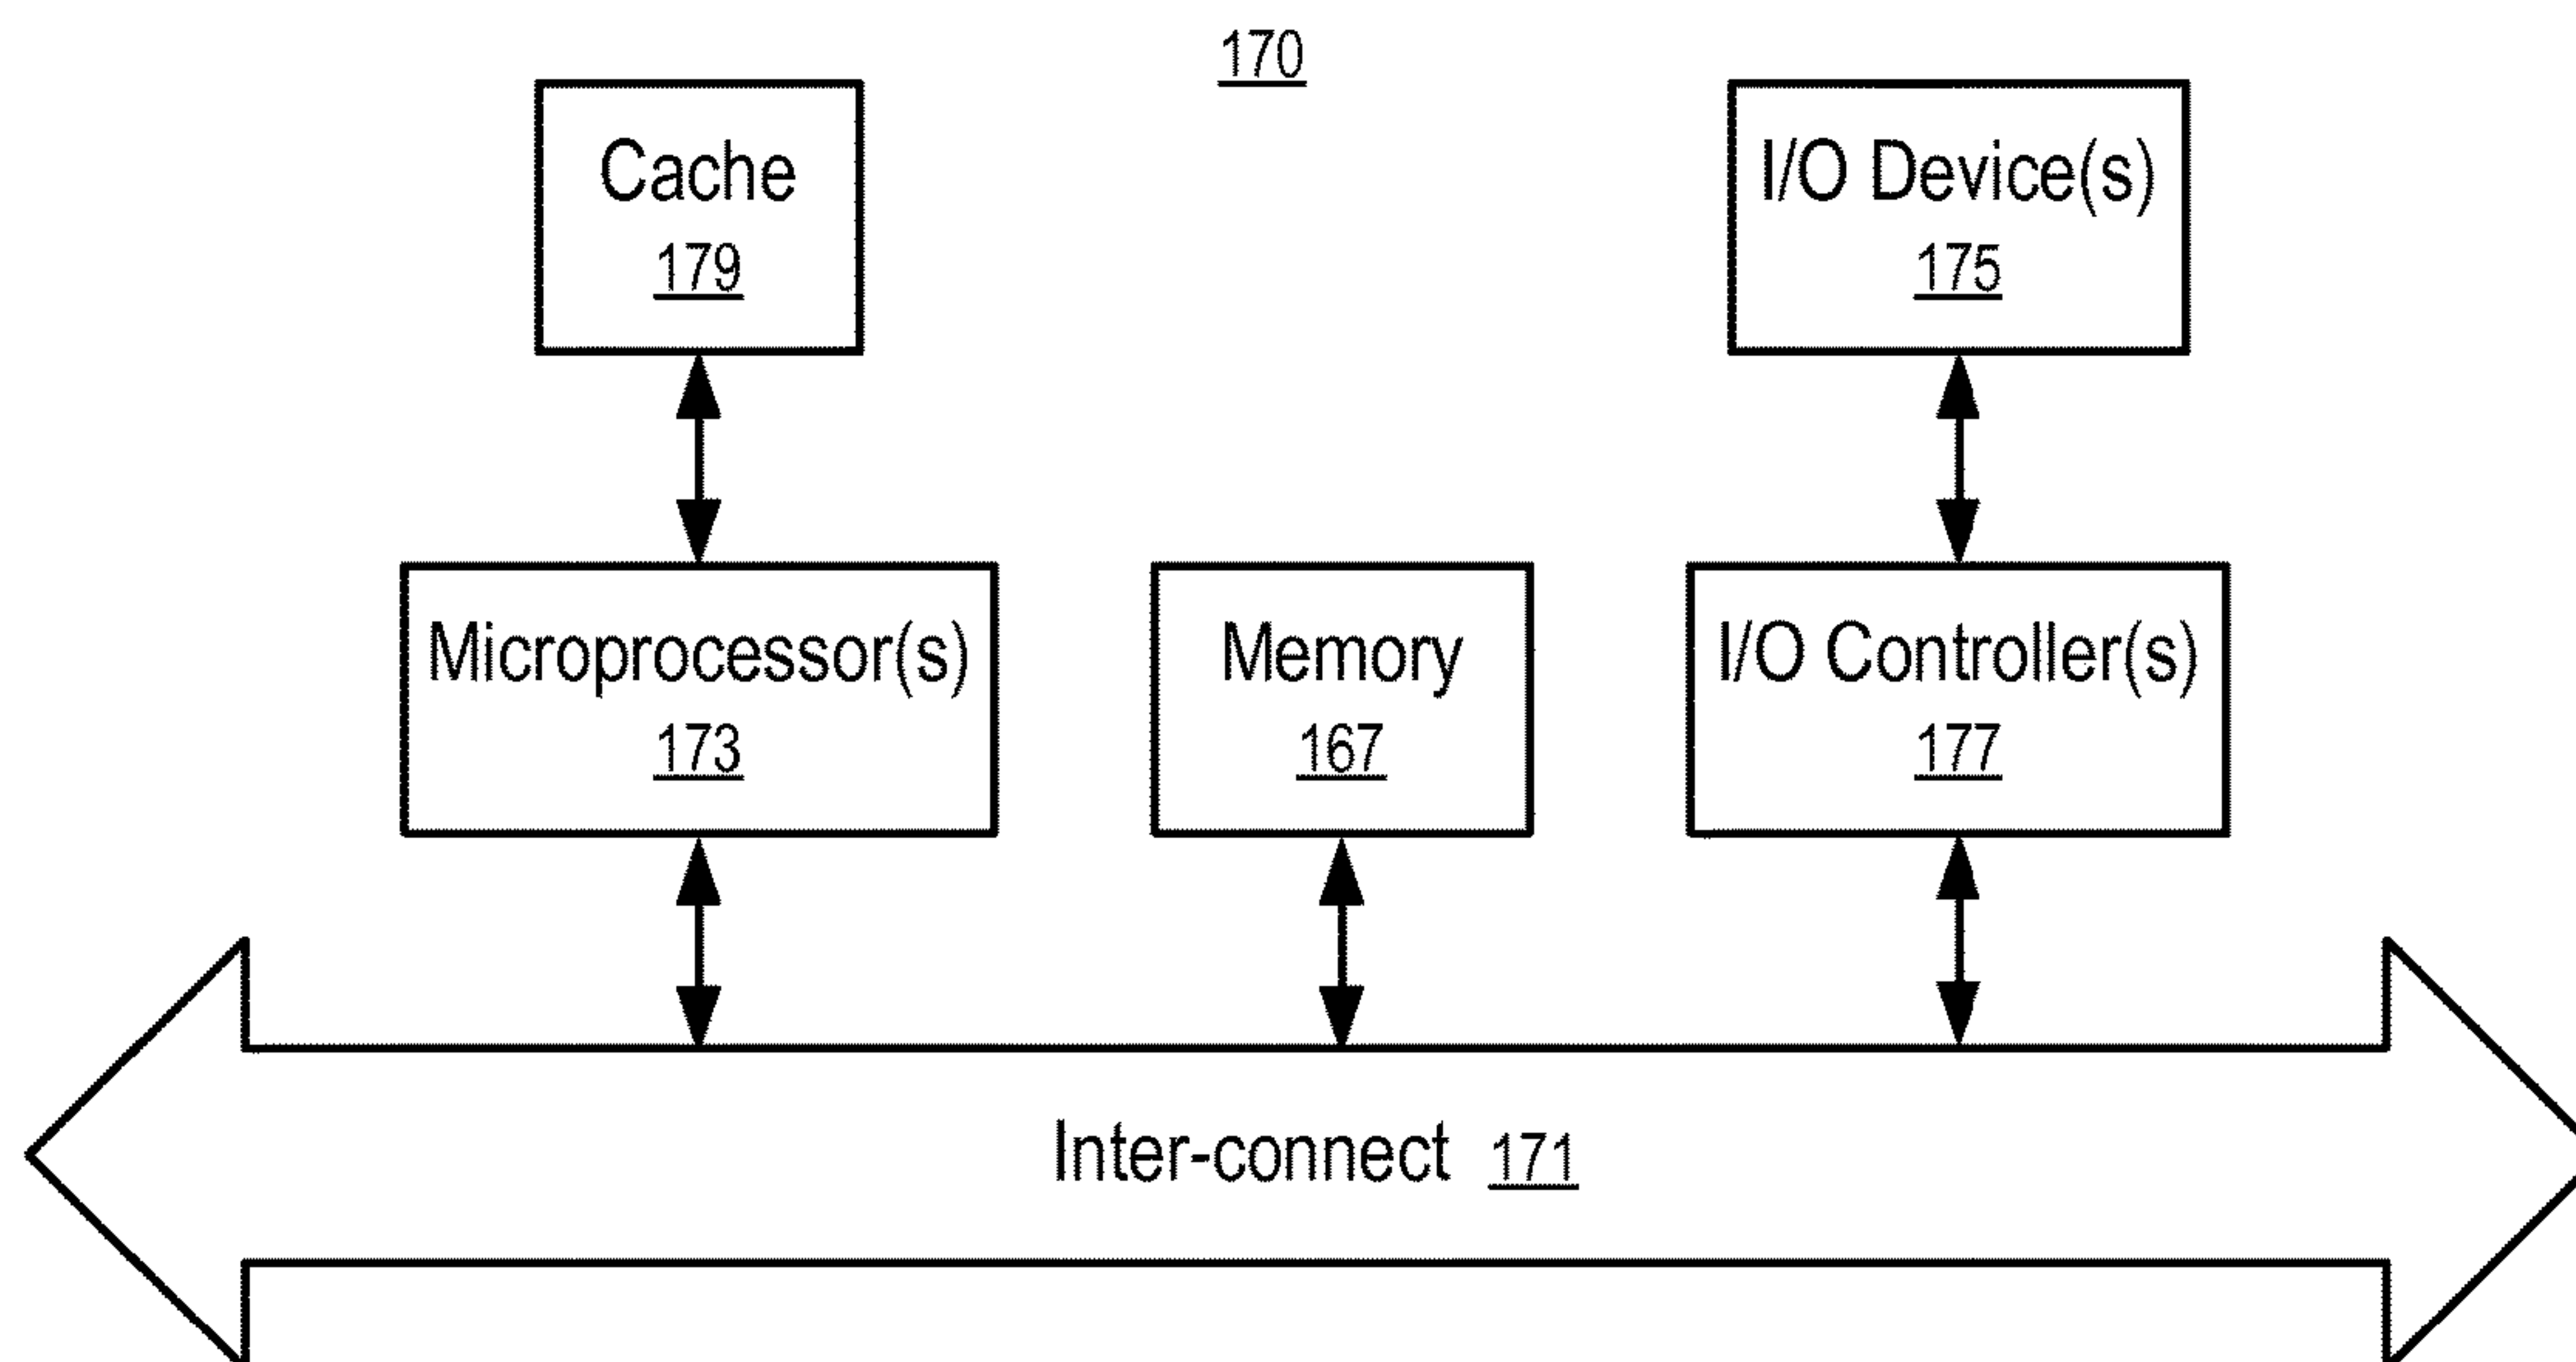 170
Cache
179
I/O Device(s)
175
Microprocessor(s)
173
Memory
167
I/O Controller(s)
177
Inter-connect 171